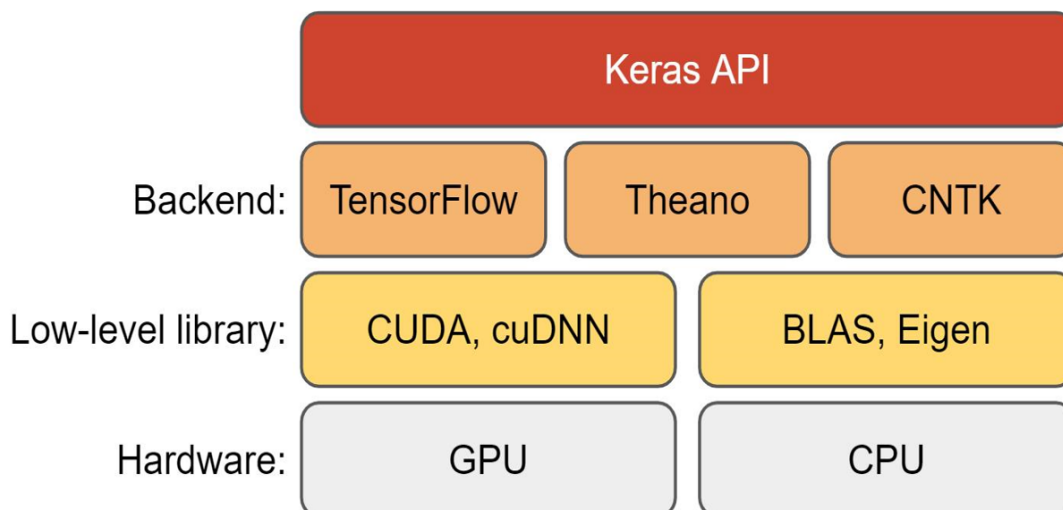 Keras API
Backend: TensorFlow Theano CNTK
Low-level library: CUDA, cuDNN BLAS, Eigen
Hardware: GPU CPU